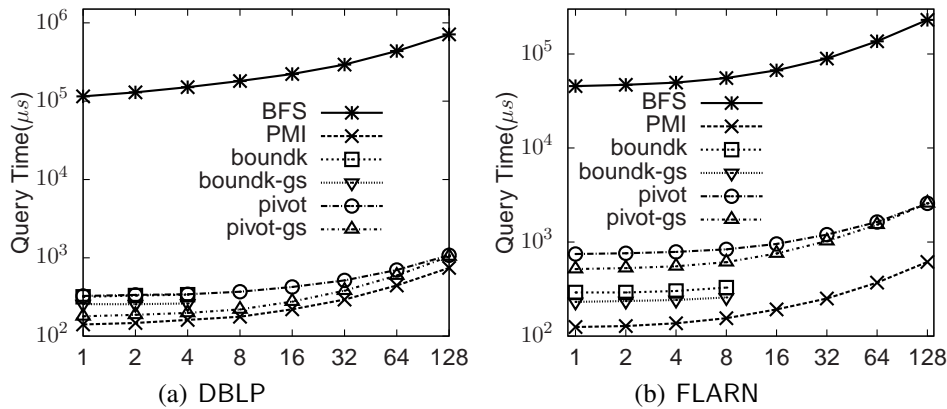 Query Time(μs)
10^6
10^5
10^4
10^3
10^2
BFS
PMI
boundk
boundk-gs
pivot
pivot-gs
1 2 4 8 16 32 64 128
(a) DBLP
Query Time(μs)
10^5
10^4
10^3
10^2
BFS
PMI
boundk
boundk-gs
pivot
pivot-gs
1 2 4 8 16 32 64 128
(b) FLARN